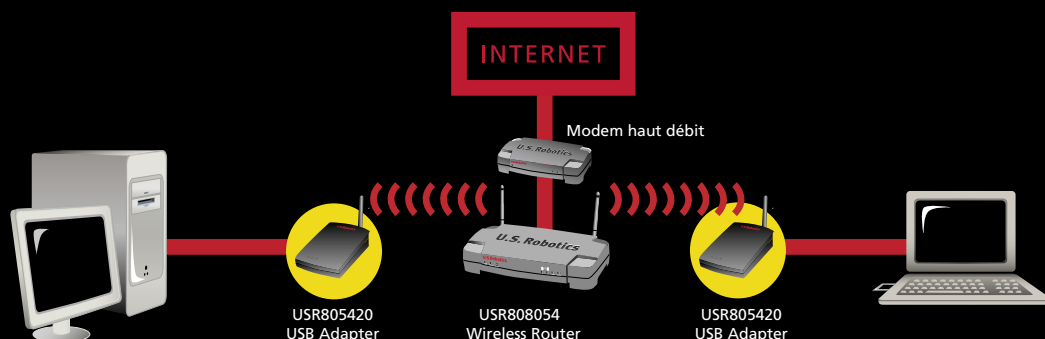 INTERNET
Modem haut débit
U.S. Robotics
U.S. Robotics
USR805420
USB Adapter
USR808054
Wireless Router
USR805420
USB Adapter